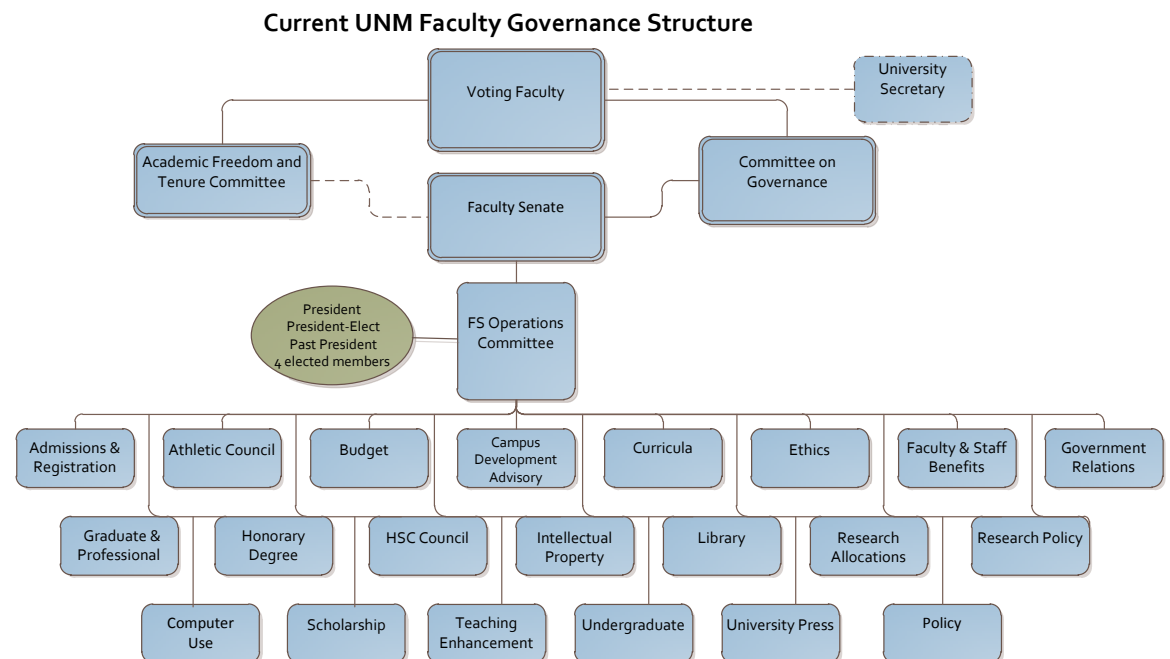 Current UNM Faculty Governance Structure
Voting Faculty
University
Secretary
Academic Freedom and
Tenure Committee
Committee on
Governance
Faculty Senate
President
President-Elect
Past President
4 elected members
FS Operations
Committee
Admissions &
Registration
Athletic Council
Budget
Campus
Development
Advisory
Curricula
Ethics
Faculty & Staff
Benefits
Government
Relations
Graduate &
Professional
Honorary
Degree
HSC Council
Intellectual
Property
Library
Research
Allocations
Research Policy
Computer
Use
Scholarship
Teaching
Enhancement
Undergraduate
University Press
Policy